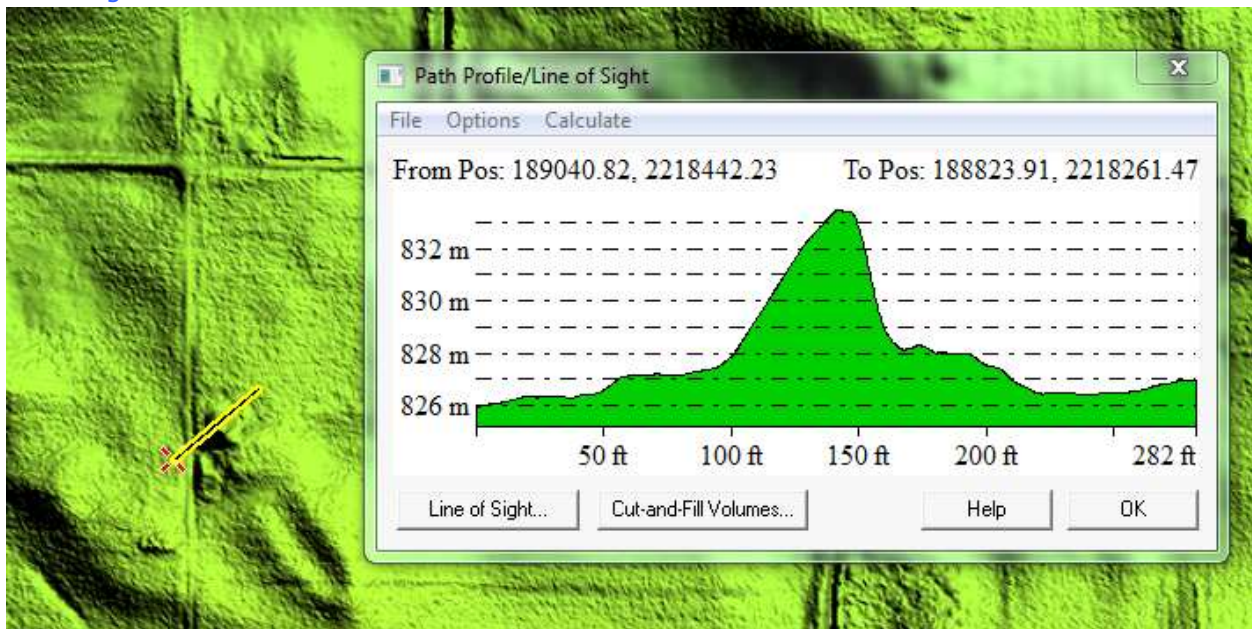 Path Profile/Line of Sight
X
File Options Calculate
From Pos: 189040.82, 2218442.23 To Pos: 188823.91, 2218261.47
832 m
830 m
828 m
826 m
50 ft 100 ft 150 ft 200 ft 282 ft
Line of Sight... Cut-and-Fill Volumes... Help OK